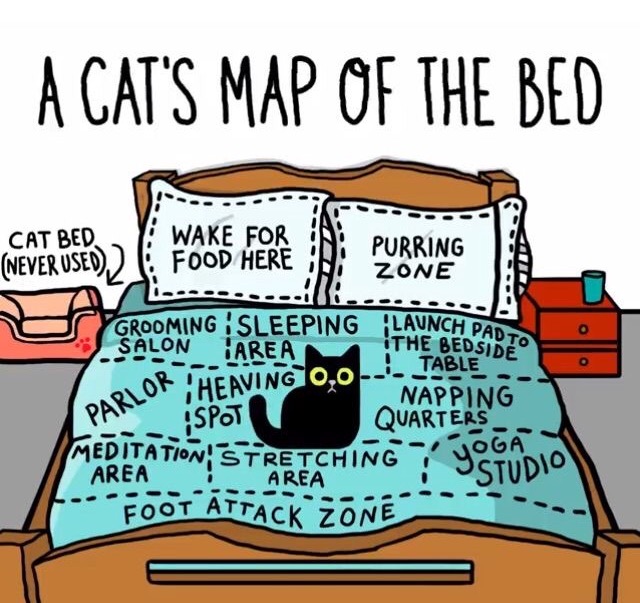 A CAT'S MAP OF THE BED
CAT BED
(NEVER USED)
WAKE FOR
FOOD HERE
PURRING
ZONE
GROOMING
SALON
SLEEPING
AREA
LAUNCH PAD TO
THE BEDSIDE
TABLE
PARLOR
HEAVING
SPOT
NAPPING
QUARTERS
MEDITATION
AREA
STRETCHING
AREA
YOGA
STUDIO
FOOT ATTACK ZONE